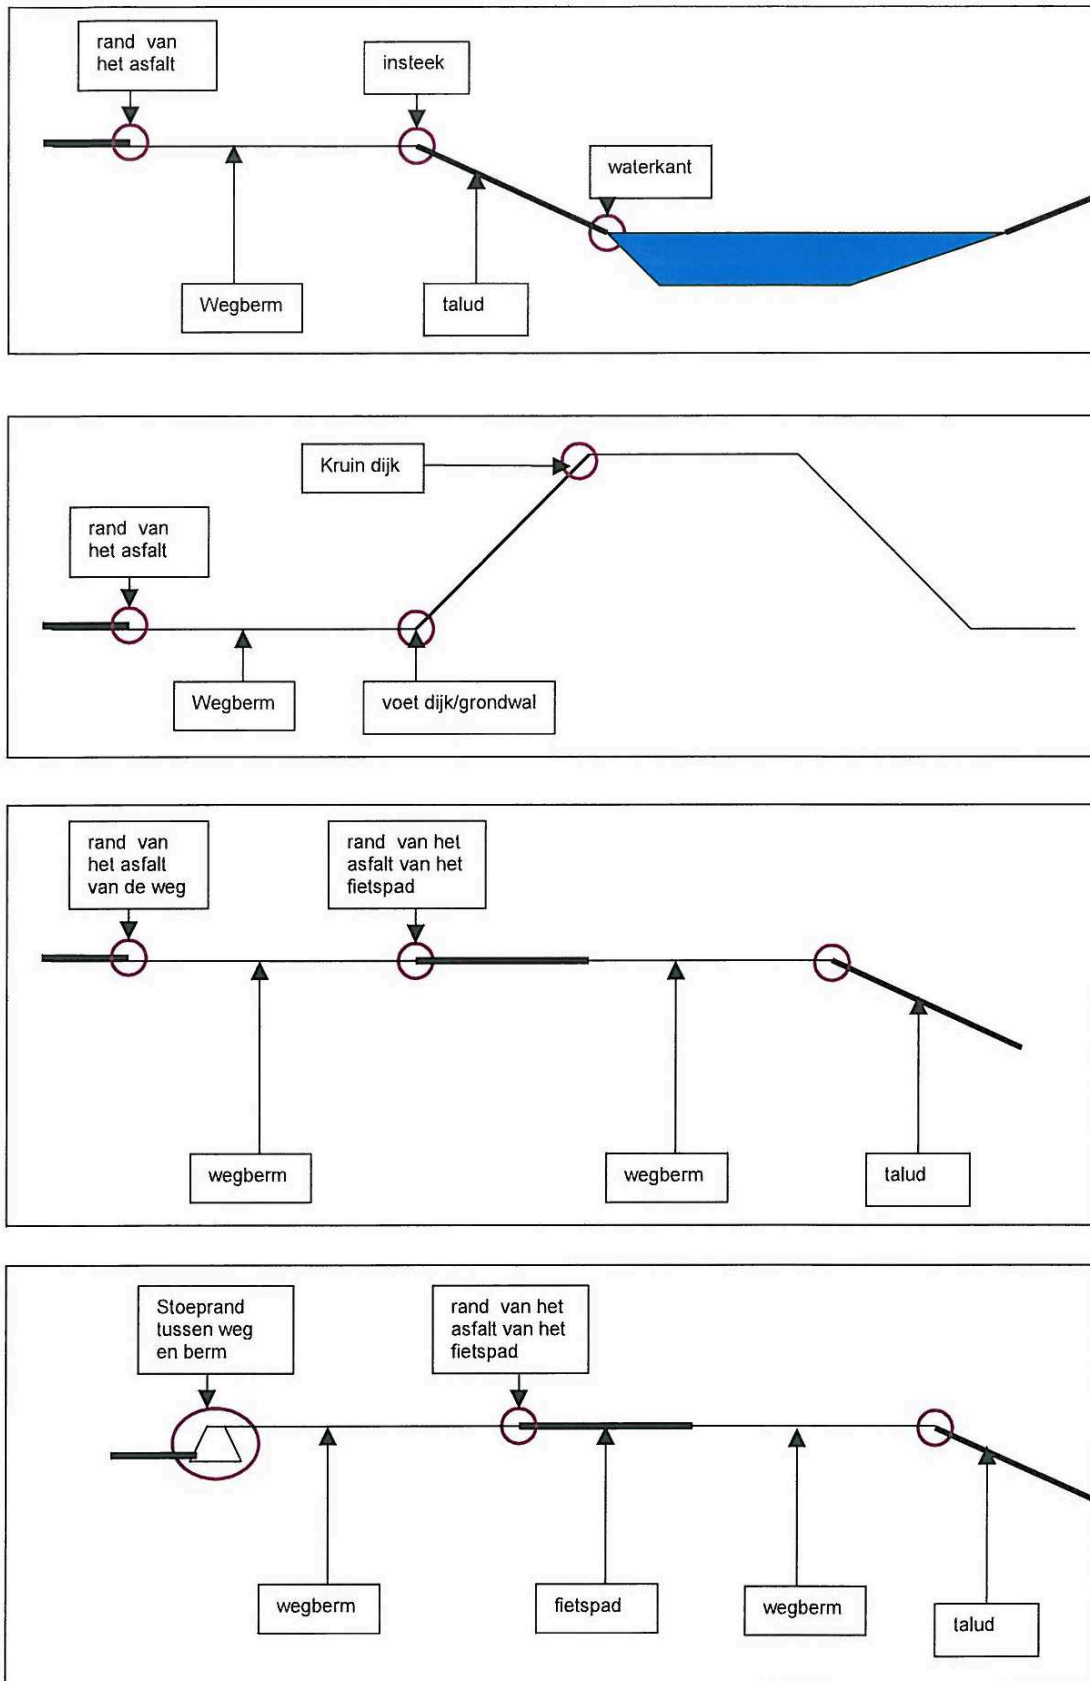 rand van
het asfalt
insteek
waterkant
Wegberm
talud
Kruin dijk
rand van
het asfalt
Wegberm
voet dijk/grondwal
rand van
het asfalt
van de weg
rand van het
asfalt van het
fietspad
wegberm
wegberm
talud
Stoeprand
tussen weg
en berm
rand van het
asfalt van het
fietspad
wegberm
fietspad
wegberm
talud